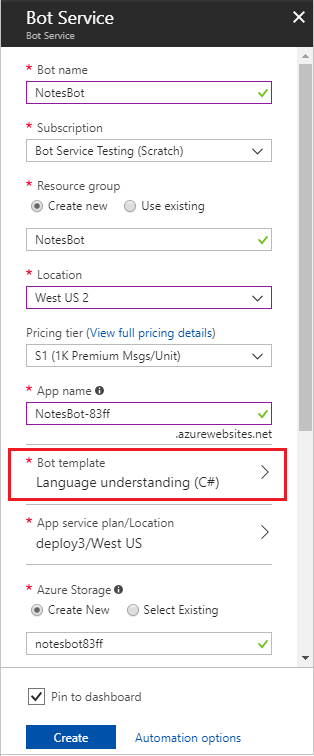 Bot Service
Bot Service
* Bot name
NotesBot
* Subscription
Bot Service Testing (Scratch)
* Resource group
Create new Use existing
NotesBot
* Location
West US 2
Pricing tier (View full pricing details)
S1 (1K Premium Msgs/Unit)
* App name
NotesBot-83ff
.azurewebsites.net
* Bot template
Language understanding (C#)
* App service plan/Location
deploy3/West US
* Azure Storage
Create New Select Existing
notesbot83ff
Pin to dashboard
Create Automation options